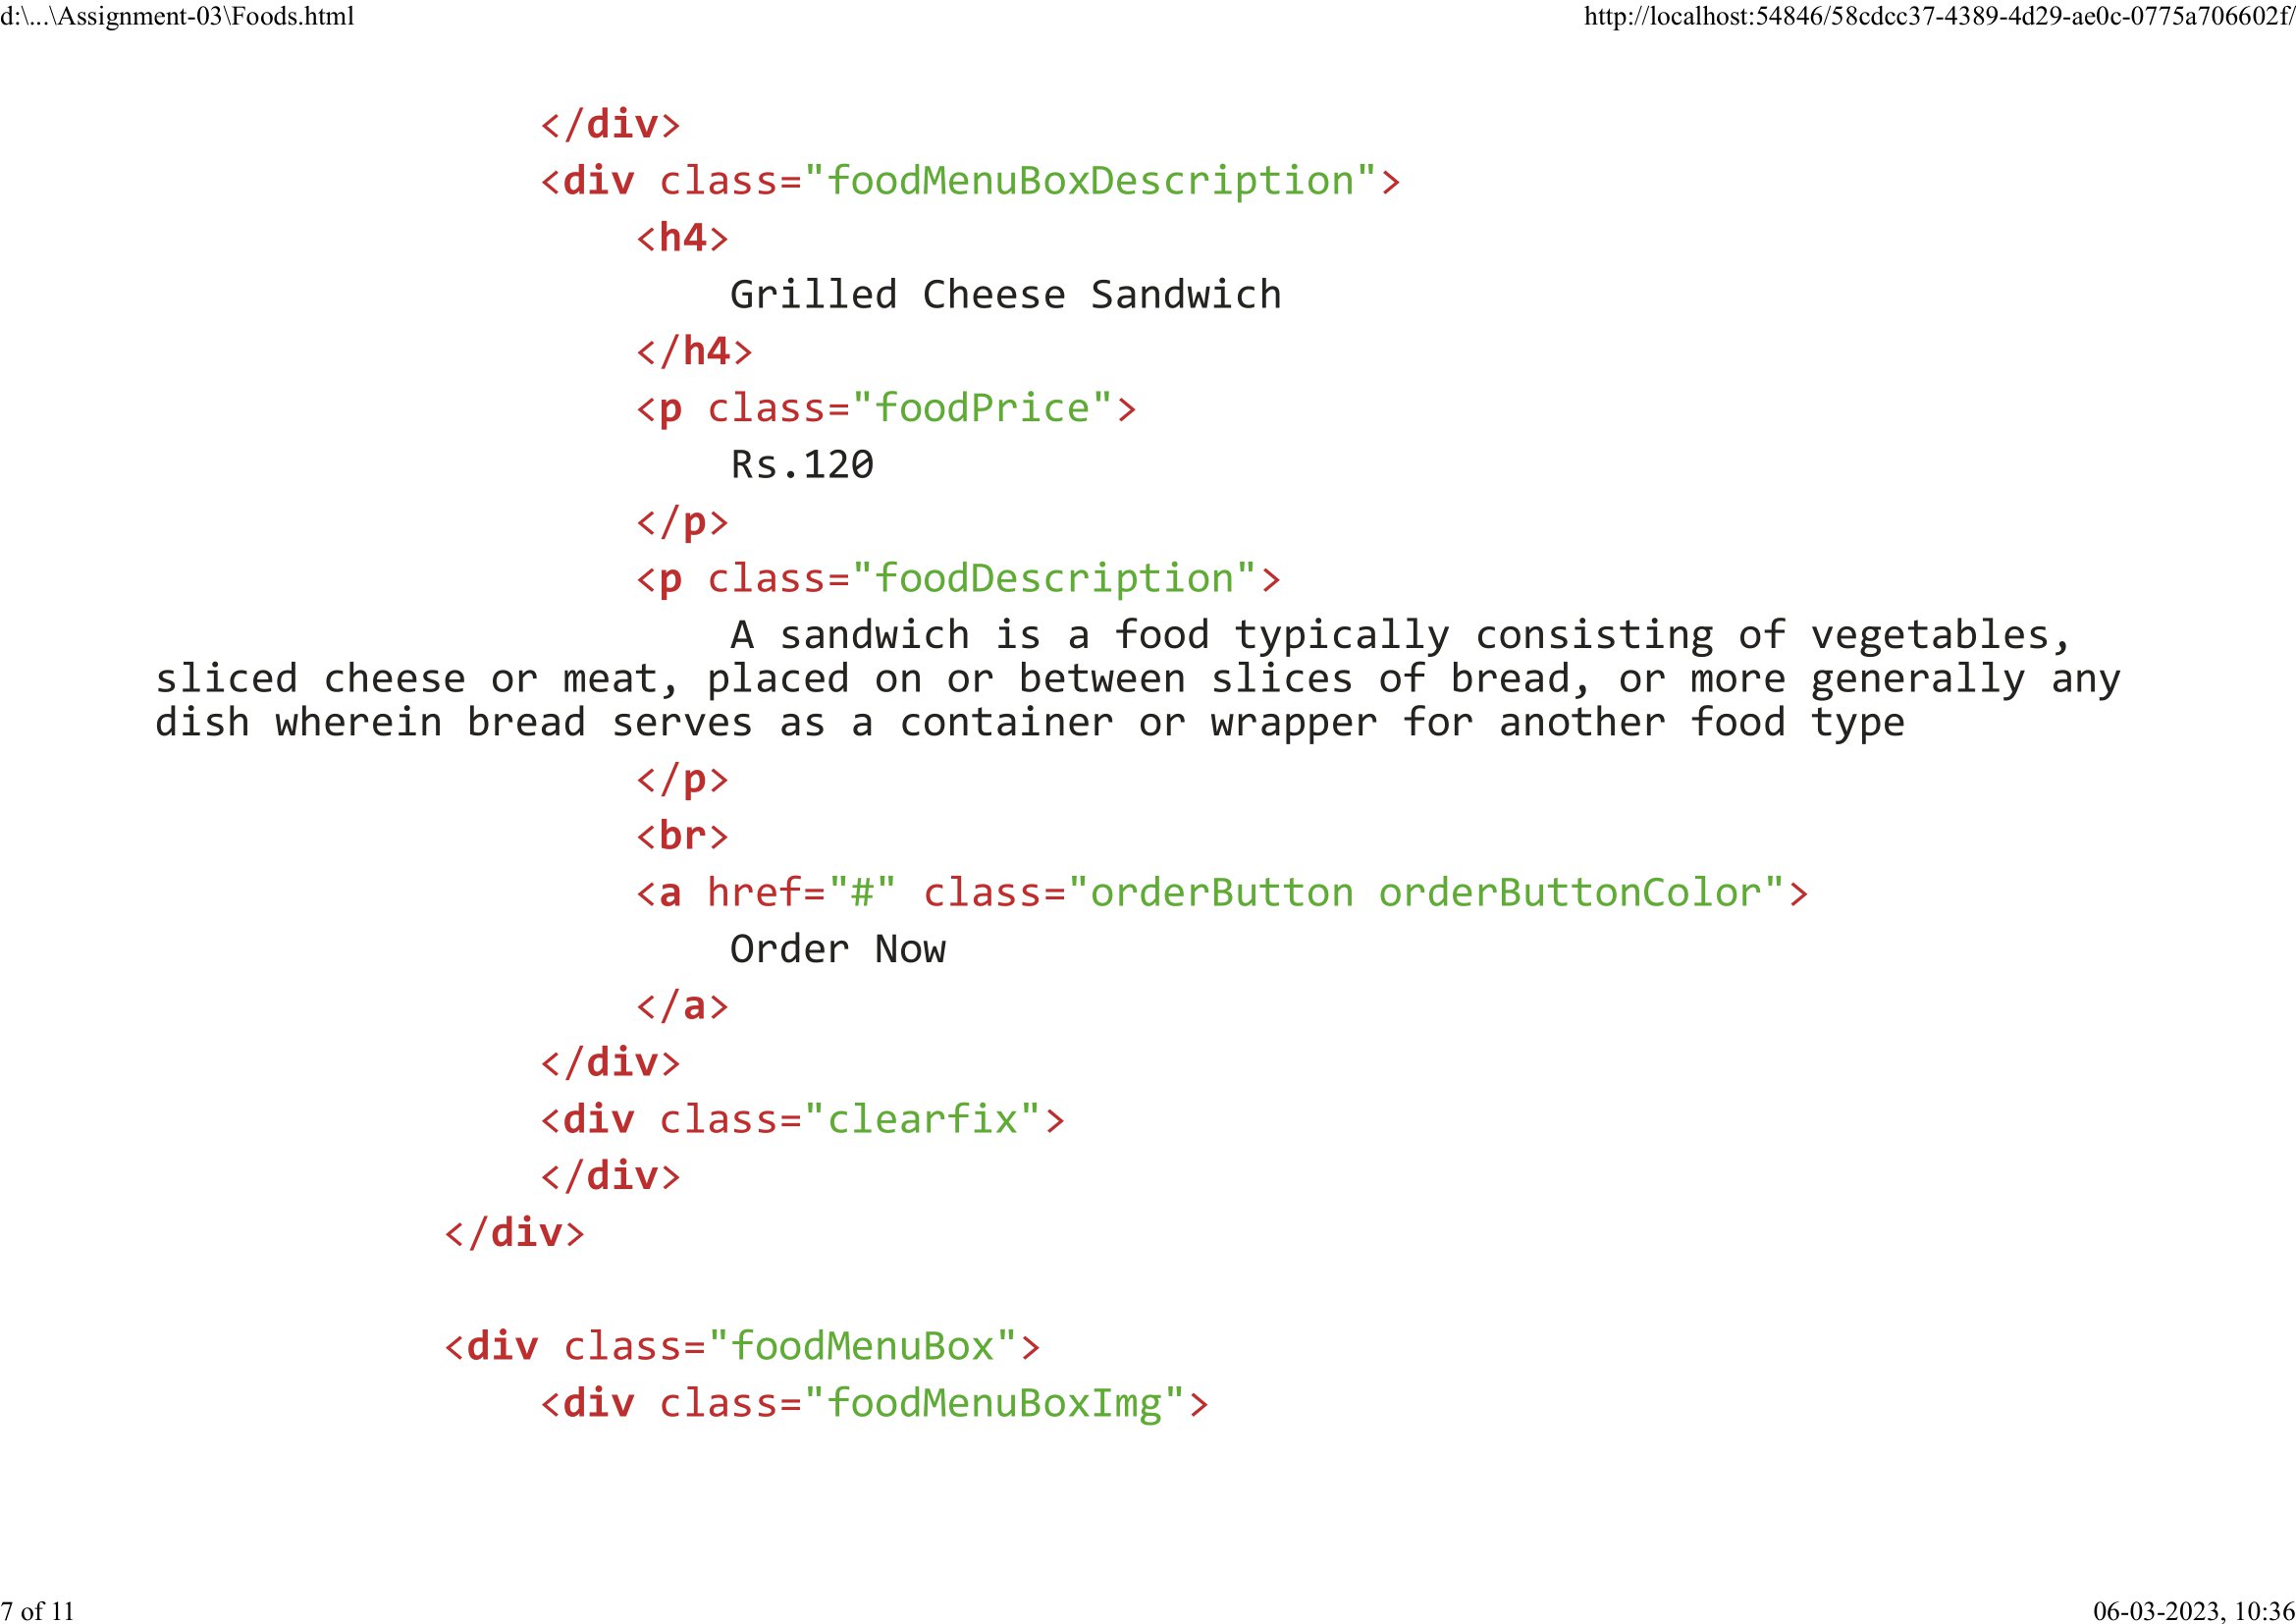 d:\...\Assignment-03\Foods.html
http://localhost:54846/58cdcc37-4389-4d29-ae0c-0775a706602f/
</div>
<div class="foodMenuBoxDescription">
<h4>
Grilled Cheese Sandwich
</h4>
<p class="foodPrice">
Rs.120
</p>
<p class="foodDescription">
A sandwich is a food typically consisting of vegetables,
sliced cheese or meat, placed on or between slices of bread, or more generally any
dish wherein bread serves as a container or wrapper for another food type
</p>
<br>
<a href="#" class="orderButton orderButtonColor">
Order Now
</a>
</div>
<div class="clearfix">
</div>
</div>
<div class="foodMenuBox">
<div class="foodMenuBoxImg">
7 of 11
06-03-2023, 10:36